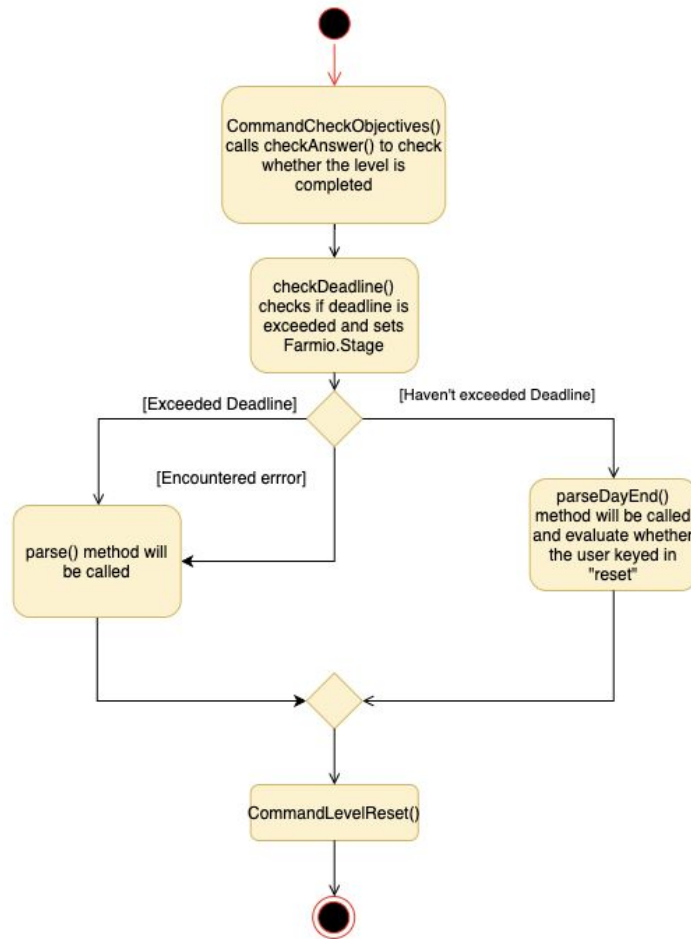 CommandCheckObjectives()
calls checkAnswer() to check
whether the level is
completed
checkDeadline()
checks if deadline is
exceeded and sets
Farmio.Stage
[Exceeded Deadline]
[Haven't exceeded Deadline]
[Encountered errror]
parse() method will
be called
parseDayEnd()
method will be called
and evaluate whether
the user keyed in
"reset"
CommandLevelReset()